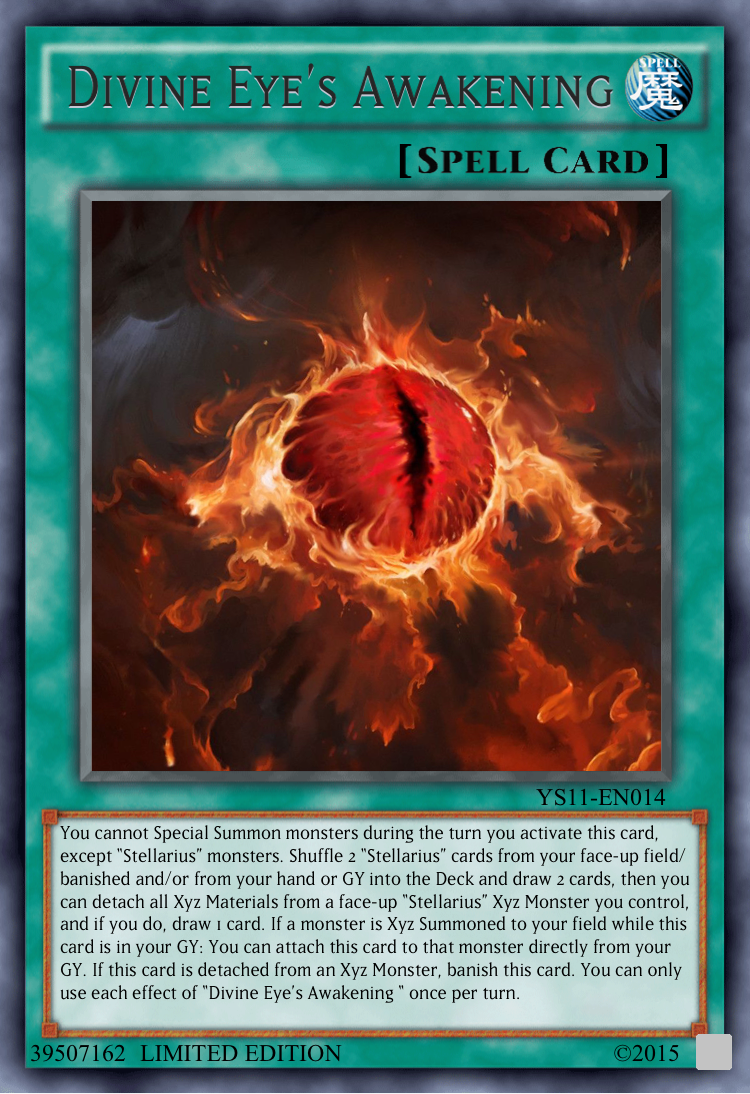 Divine Eye's Awakening
SPELL
魔
[Spell Card]
YS11-EN014
You cannot Special Summon monsters during the turn you activate this card,
except "Stellarius" monsters. Shuffle 2 "Stellarius" cards from your face-up field/
banished and/or from your hand or GY into the Deck and draw 2 cards, then you
can detach all Xyz Materials from a face-up "Stellarius" Xyz Monster you control,
and if you do, draw 1 card. If a monster is Xyz Summoned to your field while this
card is in your GY: You can attach this card to that monster directly from your
GY. If this card is detached from an Xyz Monster, banish this card. You can only
use each effect of "Divine Eye's Awakening " once per turn.
39507162 LIMITED EDITION
©2015